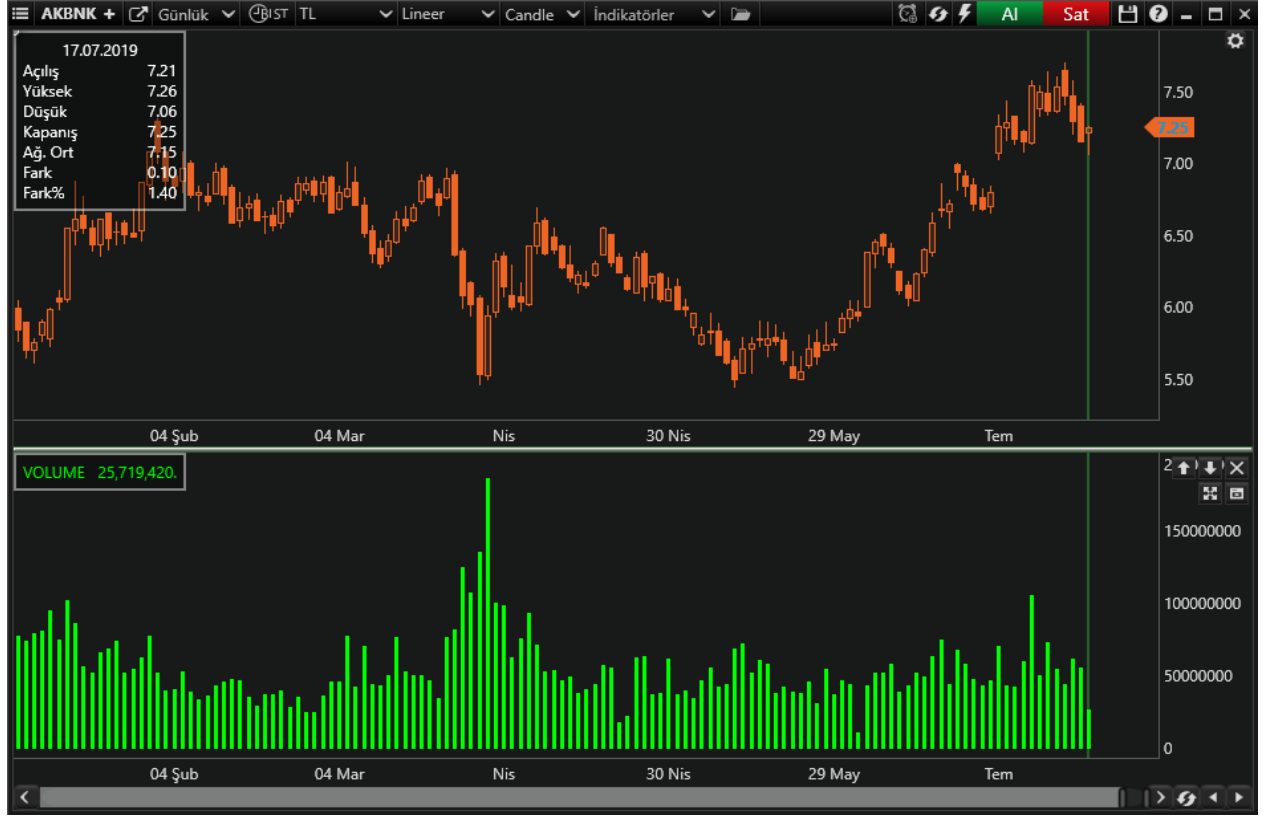 AKBNK + Günlük BIST TL Lineer Candle İndikatörler Al Sat
17.07.2019
Açılış 7.21
Yüksek 7.26
Düşük 7.06
Kapanış 7.25
Ağ. Ort 7.15
Fark 0.10
Fark% 1.40
7.50
7.25
7.00
6.50
6.00
5.50
04 Şub 04 Mar Nis 30 Nis 29 May Tem
VOLUME 25,719,420.
150000000
100000000
50000000
0
04 Şub 04 Mar Nis 30 Nis 29 May Tem